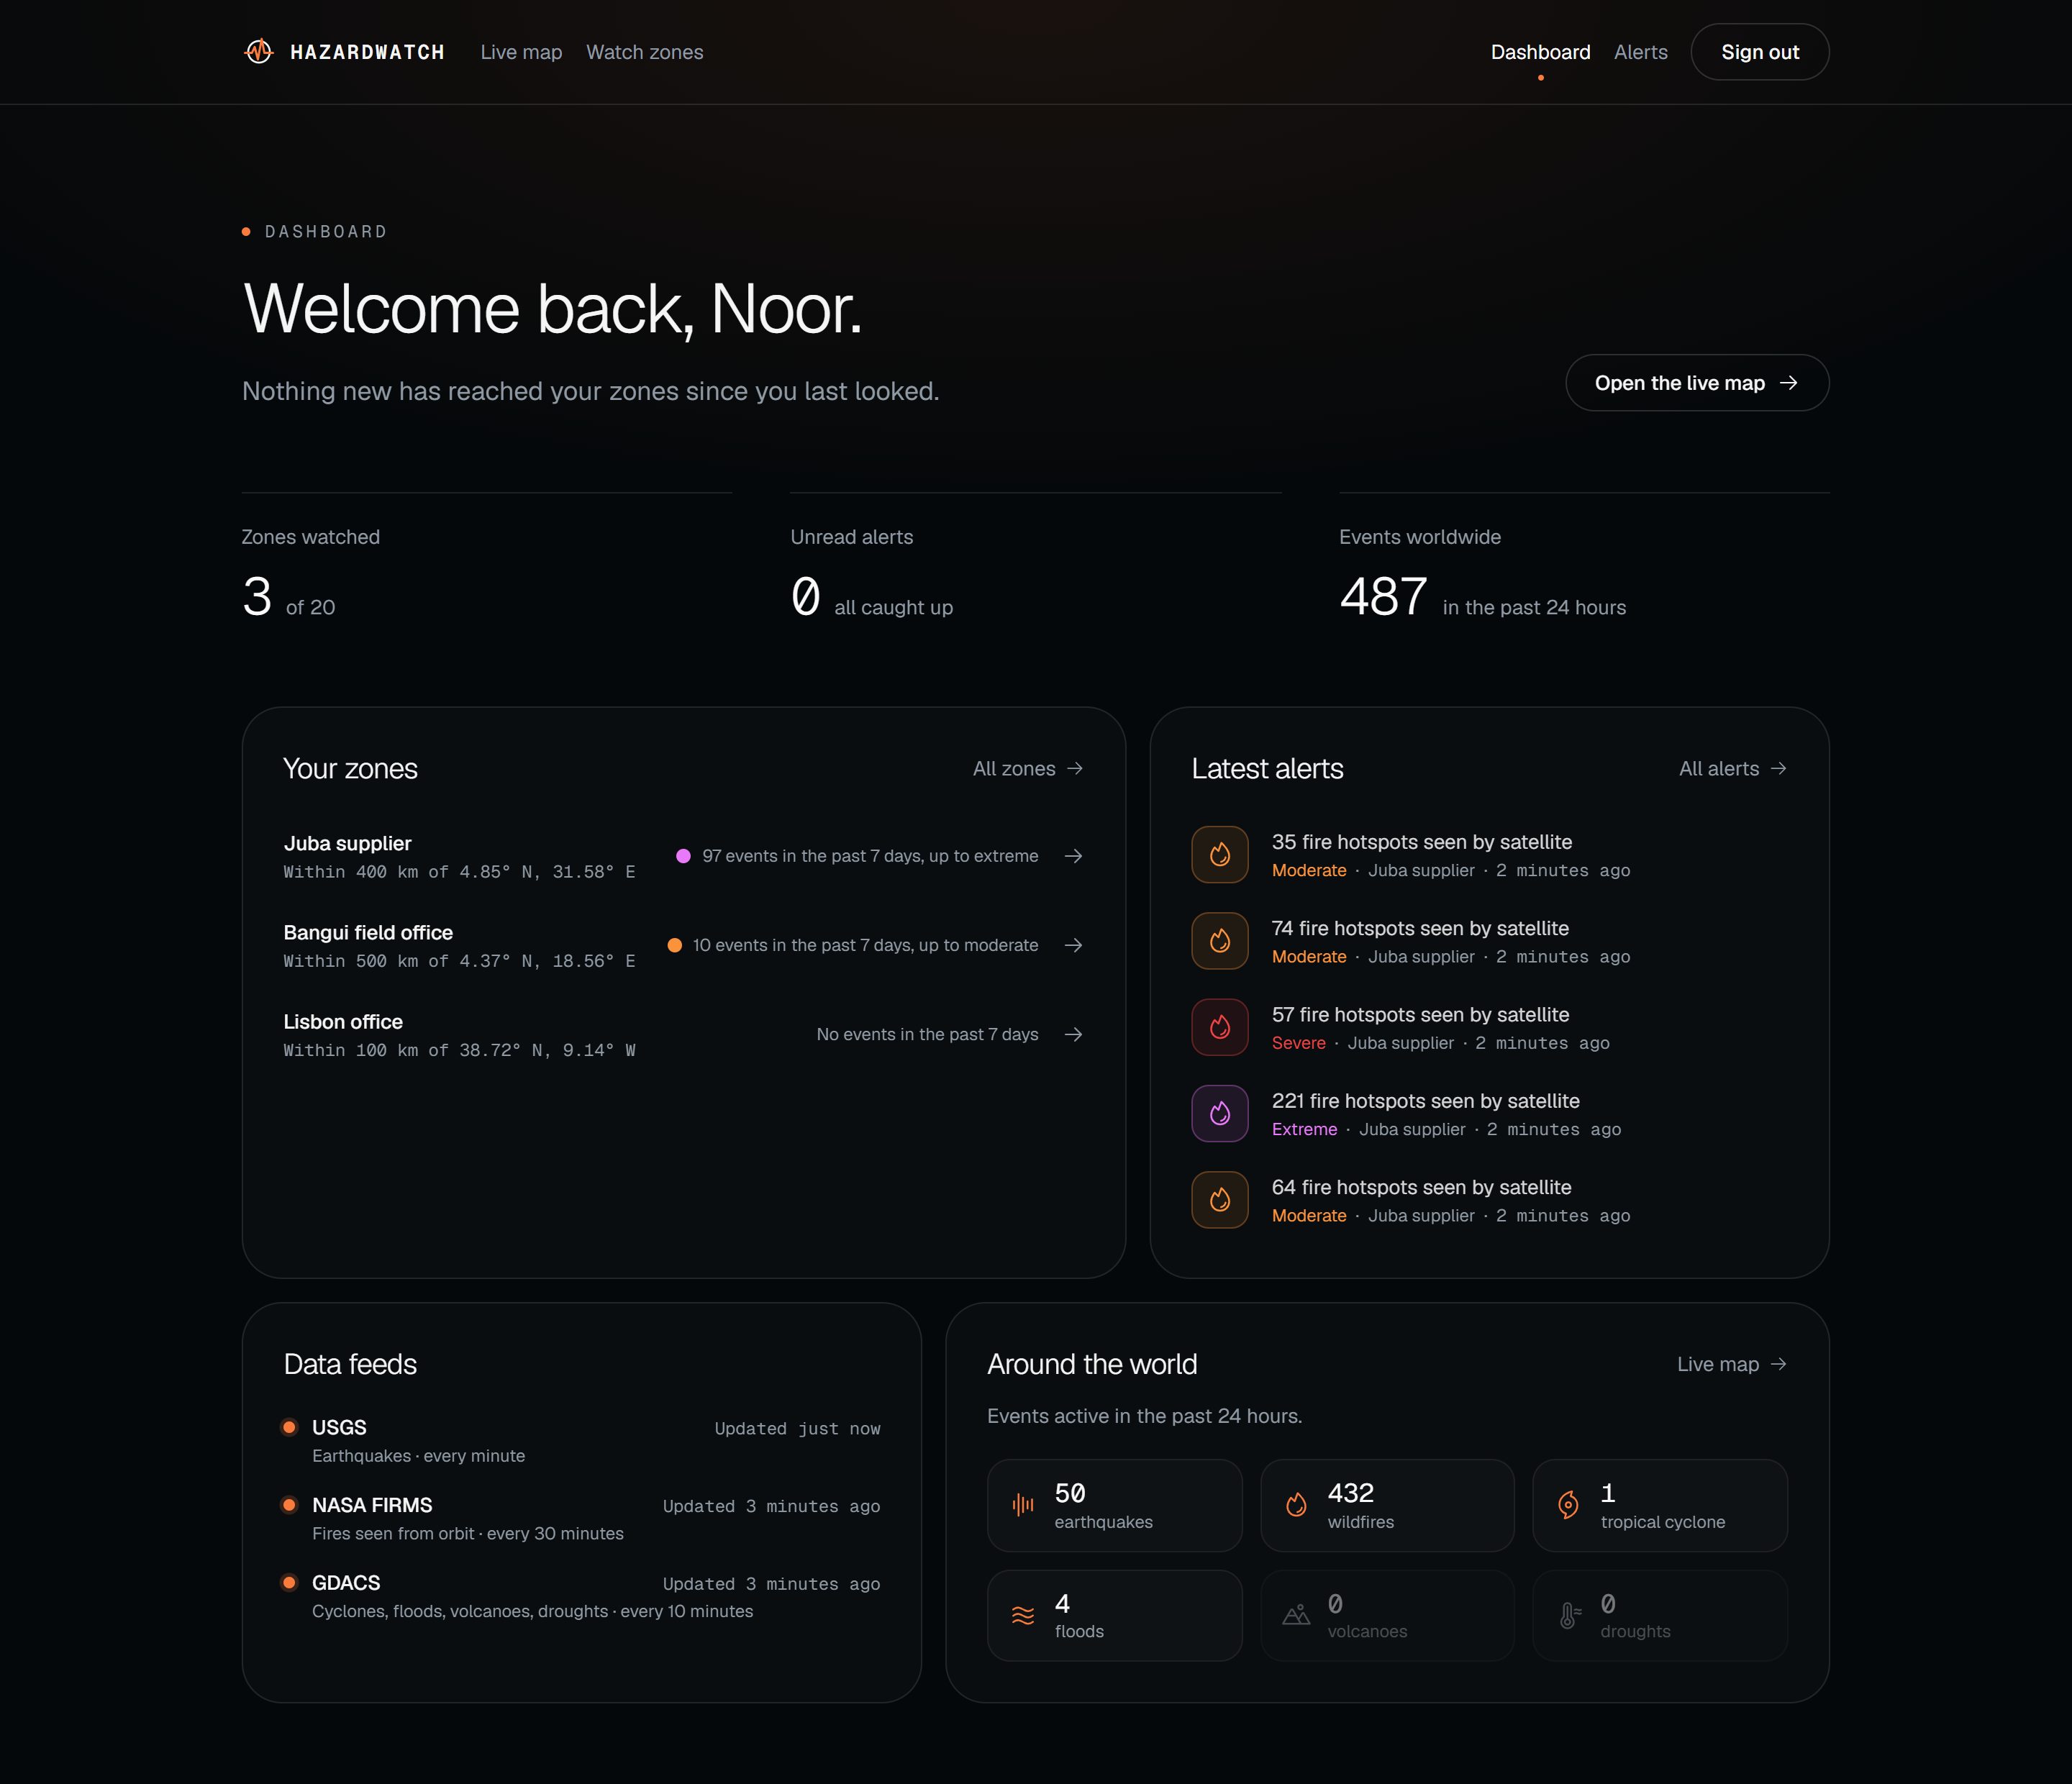 HAZARDWATCH
Live map
Watch zones
Dashboard
Alerts
Sign out
DASHBOARD
Welcome back, Noor.
Nothing new has reached your zones since you last looked.
Open the live map →
Zones watched
3 of 20
Unread alerts
0 all caught up
Events worldwide
487 in the past 24 hours
Your zones
All zones →
Juba supplier
Within 400 km of 4.85° N, 31.58° E
97 events in the past 7 days, up to extreme →
Bangui field office
Within 500 km of 4.37° N, 18.56° E
10 events in the past 7 days, up to moderate →
Lisbon office
Within 100 km of 38.72° N, 9.14° W
No events in the past 7 days →
Latest alerts
All alerts →
35 fire hotspots seen by satellite
Moderate · Juba supplier · 2 minutes ago
74 fire hotspots seen by satellite
Moderate · Juba supplier · 2 minutes ago
57 fire hotspots seen by satellite
Severe · Juba supplier · 2 minutes ago
221 fire hotspots seen by satellite
Extreme · Juba supplier · 2 minutes ago
64 fire hotspots seen by satellite
Moderate · Juba supplier · 2 minutes ago
Data feeds
USGS
Updated just now
Earthquakes · every minute
NASA FIRMS
Updated 3 minutes ago
Fires seen from orbit · every 30 minutes
GDACS
Updated 3 minutes ago
Cyclones, floods, volcanoes, droughts · every 10 minutes
Around the world
Live map →
Events active in the past 24 hours.
50
earthquakes
432
wildfires
1
tropical cyclone
4
floods
0
volcanoes
0
droughts